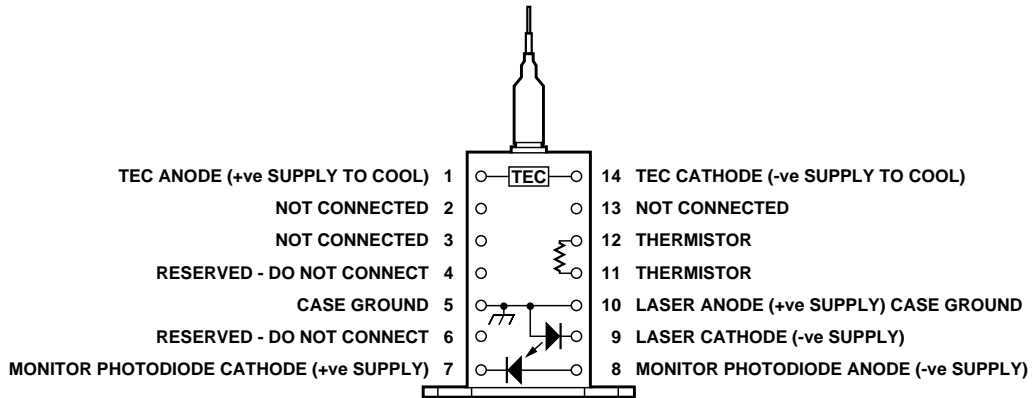 TEC ANODE (+ve SUPPLY TO COOL) 1 TEC 14 TEC CATHODE (-ve SUPPLY TO COOL)
NOT CONNECTED 2 13 NOT CONNECTED
NOT CONNECTED 3 12 THERMISTOR
RESERVED - DO NOT CONNECT 4 11 THERMISTOR
CASE GROUND 5 10 LASER ANODE (+ve SUPPLY) CASE GROUND
RESERVED - DO NOT CONNECT 6 9 LASER CATHODE (-ve SUPPLY)
MONITOR PHOTODIODE CATHODE (+ve SUPPLY) 7 8 MONITOR PHOTODIODE ANODE (-ve SUPPLY)